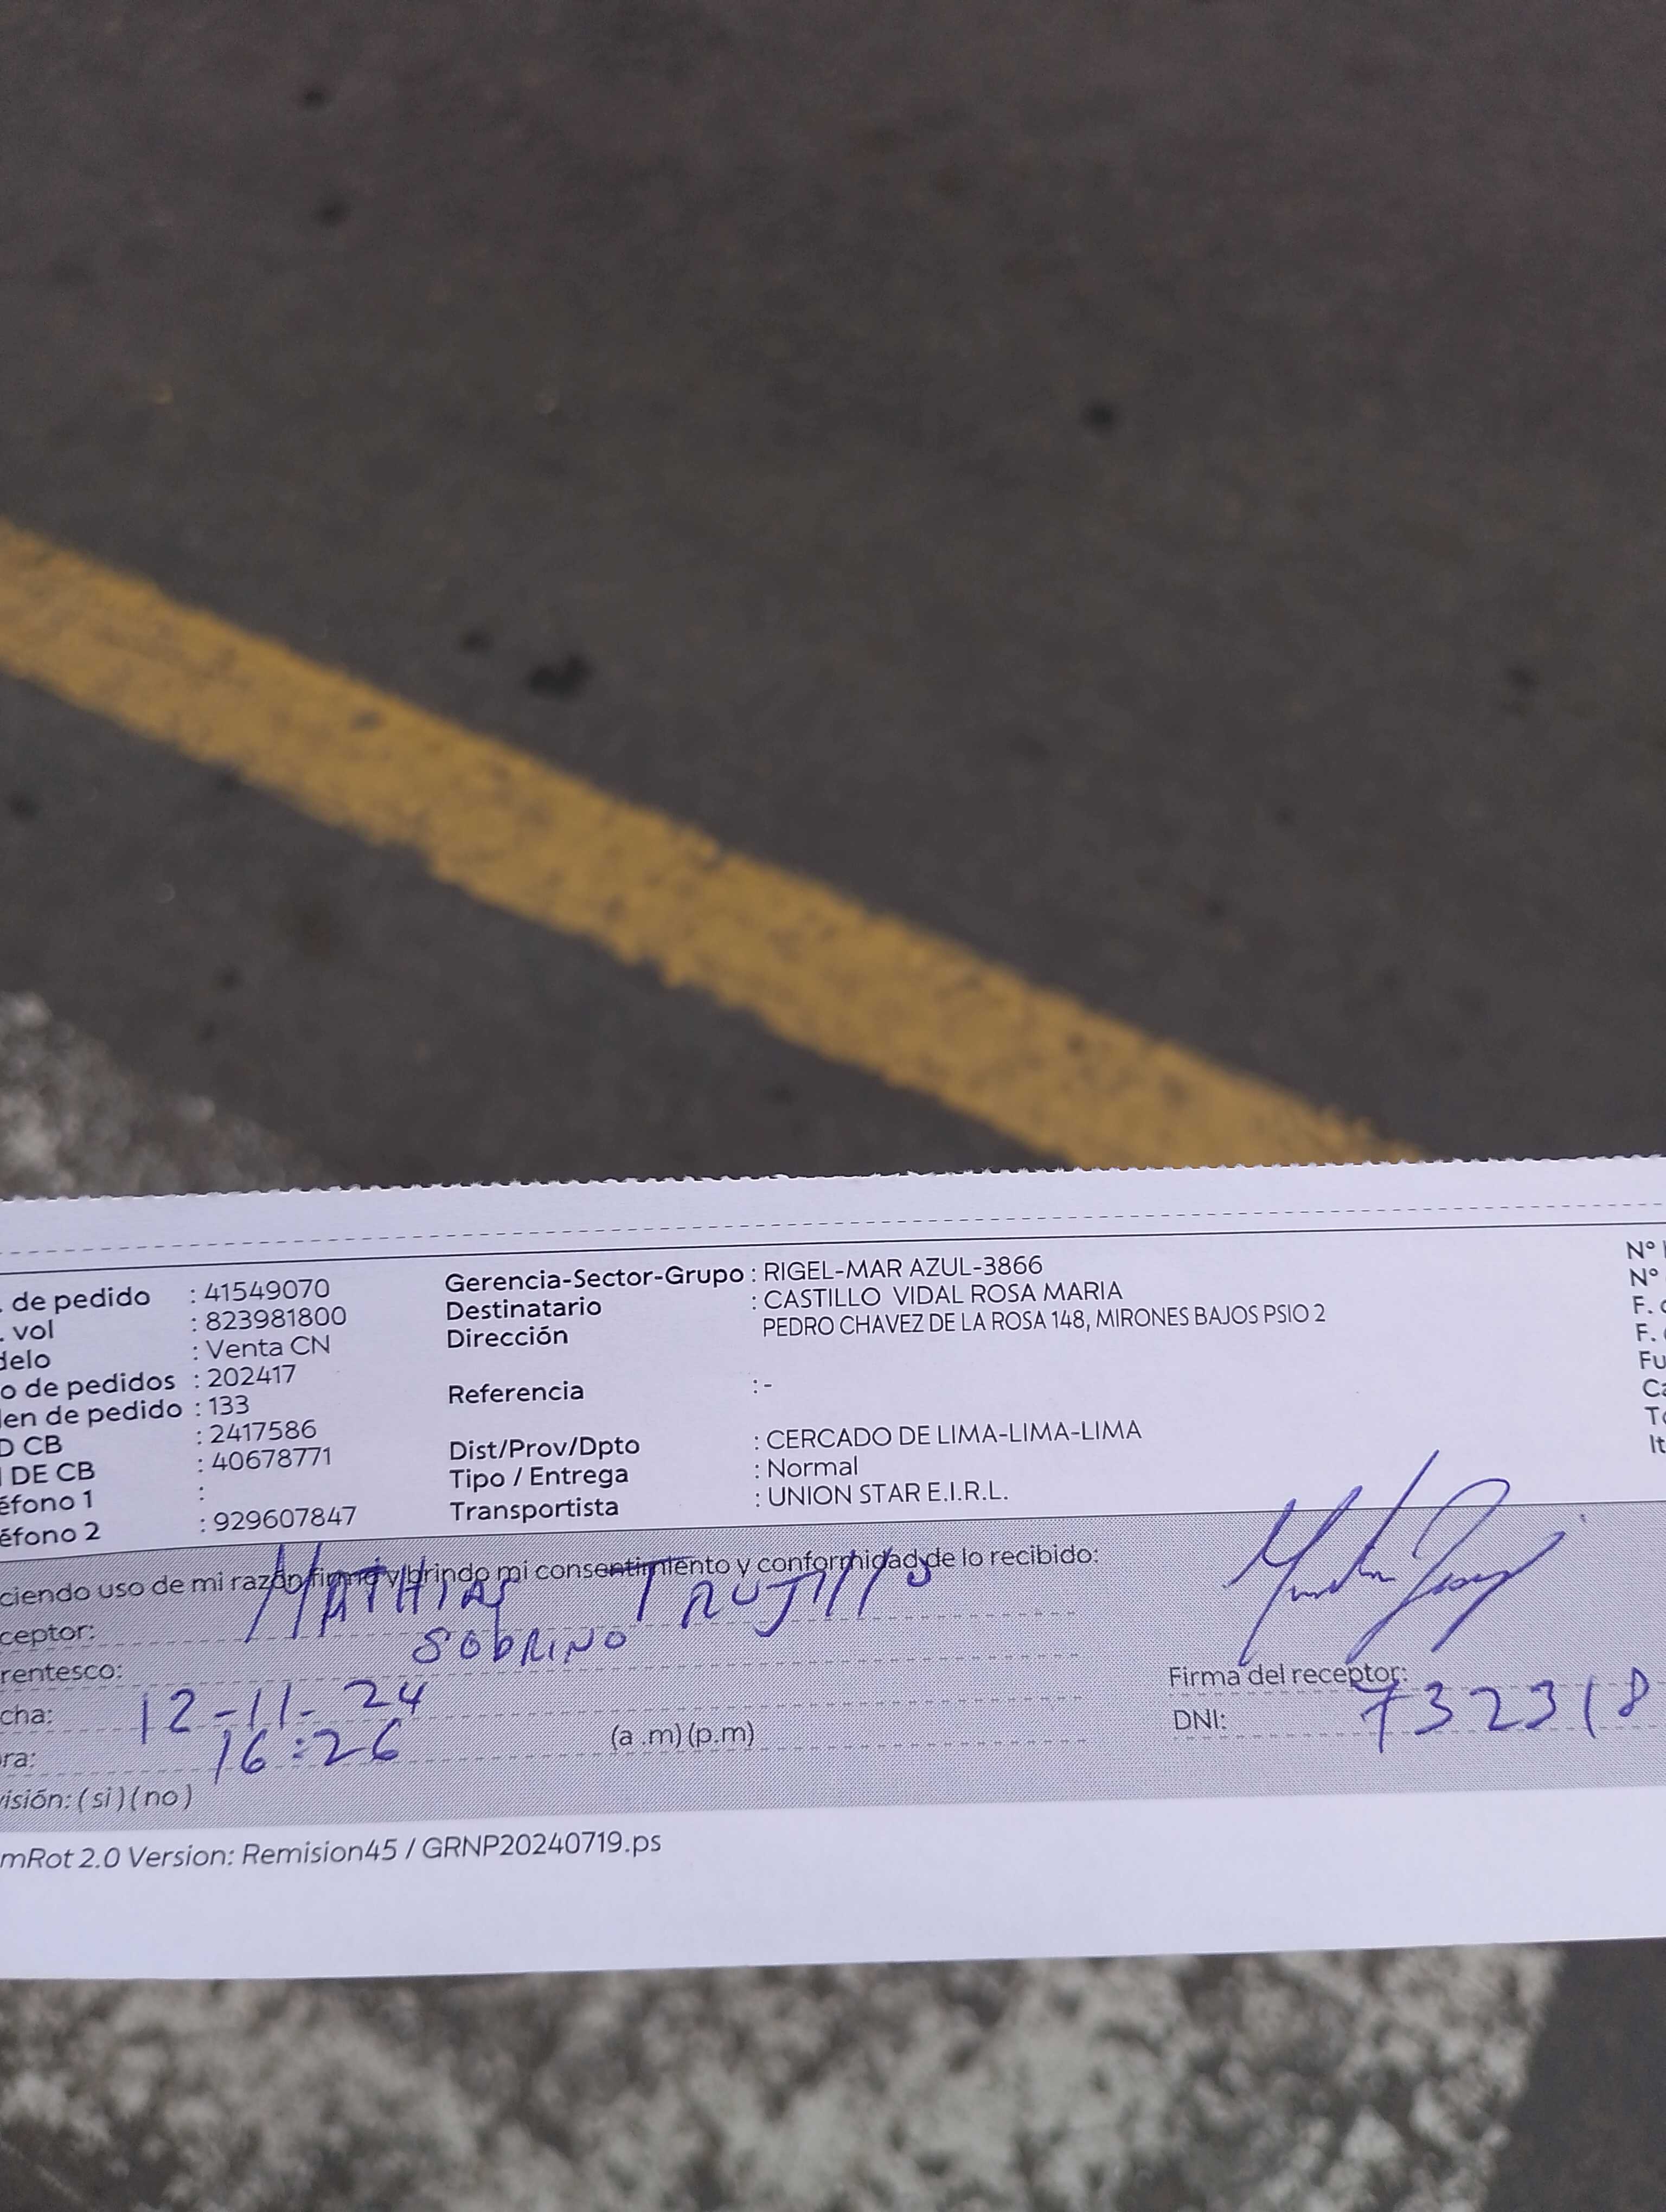 . de pedido : 41549070 Gerencia-Sector-Grupo : RIGEL-MAR AZUL-3866 N°
. vol : 823981800 Destinatario : CASTILLO VIDAL ROSA MARIA N°
delo : Venta CN Dirección PEDRO CHAVEZ DE LA ROSA 148, MIRONES BAJOS PSIO 2 F.
o de pedidos : 202417 F.
en de pedido : 133 Referencia : - Fu
D CB : 2417586 Ca
DE CB : 40678771 Dist/Prov/Dpto : CERCADO DE LIMA-LIMA-LIMA To
éfono 1 : Tipo / Entrega : Normal It
éfono 2 : 929607847 Transportista : UNION STAR E.I.R.L.
ciendo uso de mi razón firmo y brindo mi consentimiento y conformidad de lo recibido:
ceptor: MATHIAS TRUJILLO
rentesco: SOBRINO Firma del receptor:
cha: 12-11-24 DNI: 732318
ra: 16:26 (a .m) (p.m)
visión: ( si ) ( no )
mRot 2.0 Version: Remision45 / GRNP20240719.ps